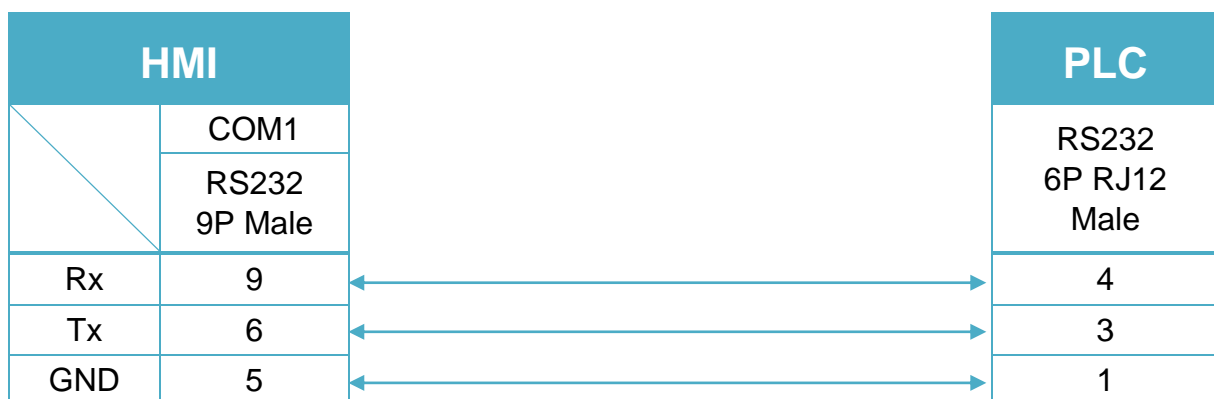 HMI
PLC
COM1
RS232
9P Male
RS232
6P RJ12
Male
Rx 9 4
Tx 6 3
GND 5 1